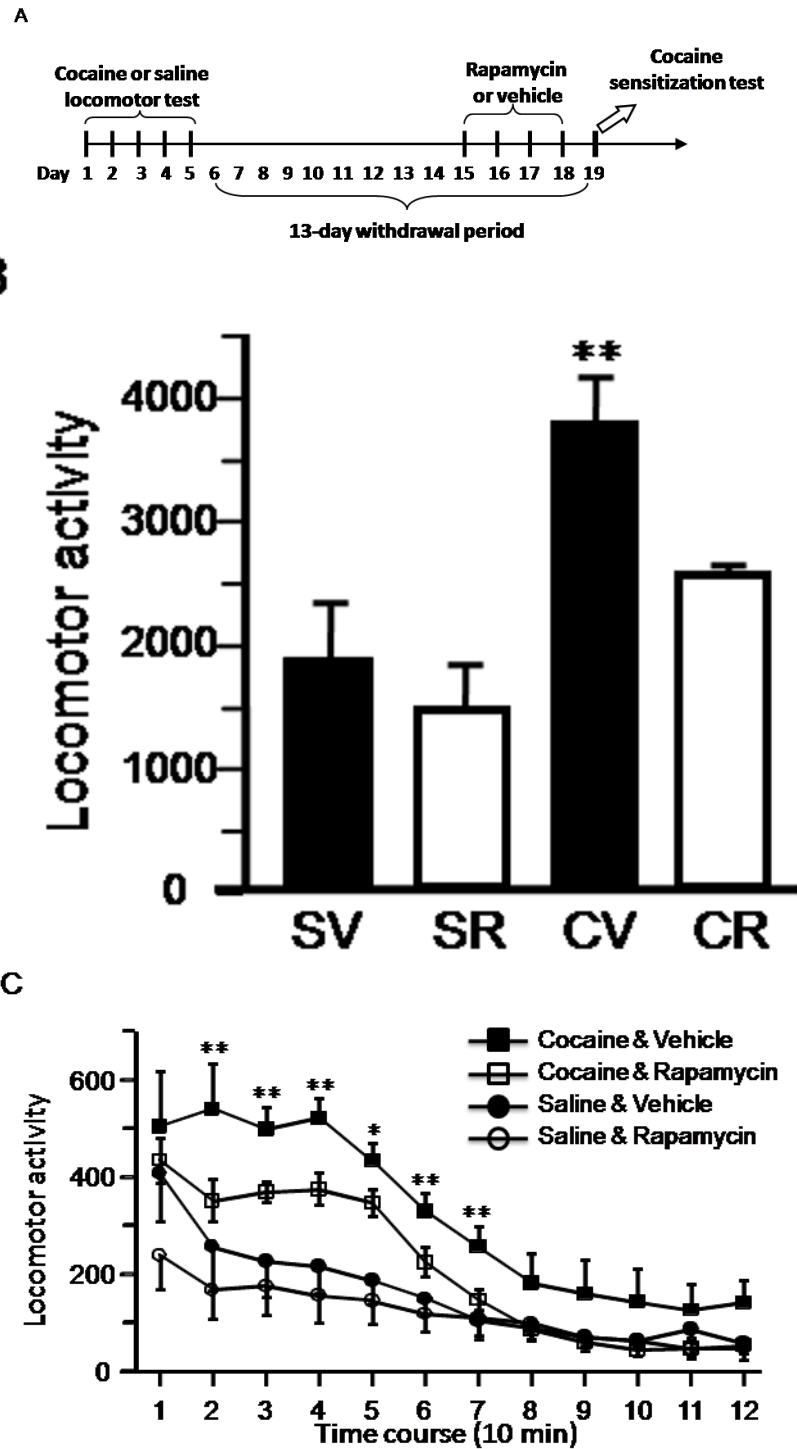 A
Cocaine or saline
locomotor test
Rapamycin
or vehicle
Cocaine
sensitization test
Day 1 2 3 4 5 6 7 8 9 10 11 12 13 14 15 16 17 18 19
13-day withdrawal period
B
Locomotor activity
4000
3000
2000
1000
0
**
SV SR CV CR
C
Locomotor activity
600
400
200
0
** ** ** * ** **
Cocaine & Vehicle
Cocaine & Rapamycin
Saline & Vehicle
Saline & Rapamycin
1 2 3 4 5 6 7 8 9 10 11 12
Time course (10 min)